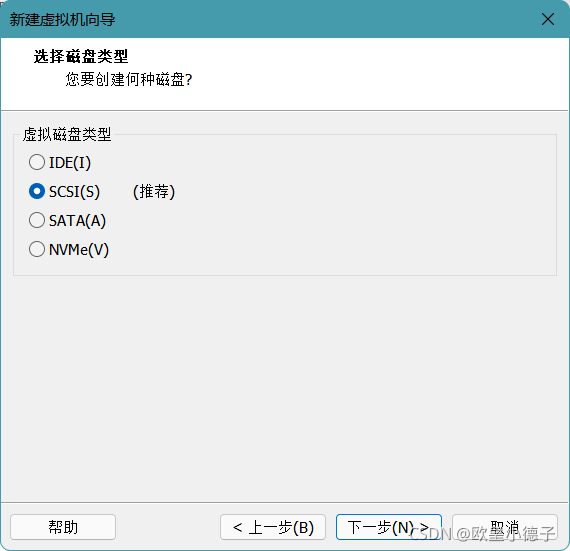 新建虚拟机向导
选择磁盘类型
您要创建何种磁盘?
虚拟磁盘类型
IDE(I)
SCSI(S) (推荐)
SATA(A)
NVMe(V)
帮助 < 上一步(B) 下一步(N) > 取消
CSDN @欧皇小德子